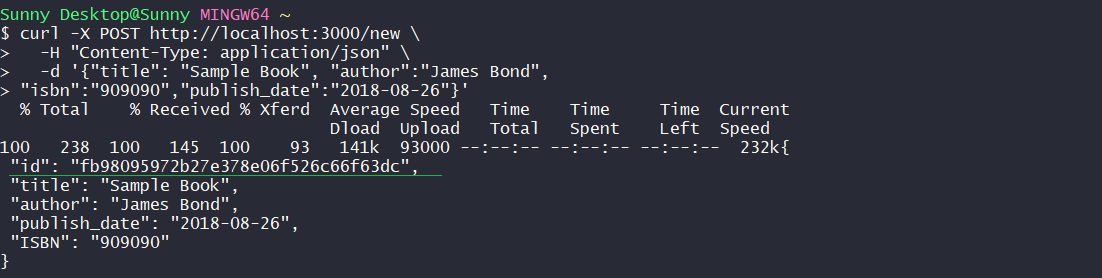 Sunny Desktop@Sunny MINGW64 ~
$ curl -X POST http://localhost:3000/new \
>   -H "Content-Type: application/json" \
>   -d '{"title": "Sample Book", "author":"James Bond",
> "isbn":"909090","publish_date":"2018-08-26"}'
  % Total    % Received % Xferd  Average Speed   Time    Time     Time  Current
                                 Dload  Upload   Total   Spent    Left  Speed
100   238  100   145  100    93   141k  93000 --:--:-- --:--:-- --:--:--  232k{
 "id": "fb98095972b27e378e06f526c66f63dc",
 "title": "Sample Book",
 "author": "James Bond",
 "publish_date": "2018-08-26",
 "ISBN": "909090"
}